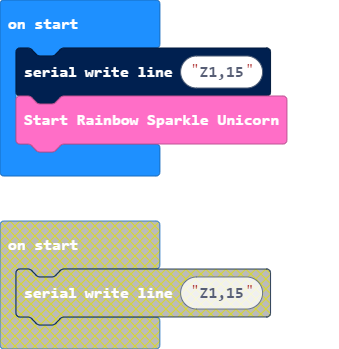 on start
serial write line "Z1,15"
Start Rainbow Sparkle Unicorn
on start
serial write line "Z1,15"